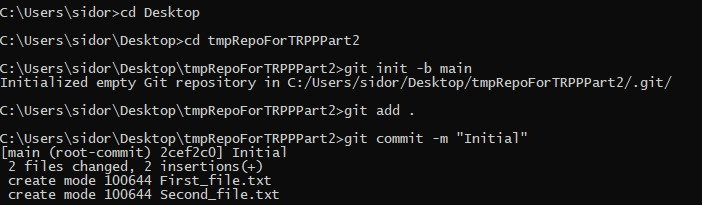 C:\Users\sidor>cd Desktop
C:\Users\sidor\Desktop>cd tmpRepoForTRPPPart2
C:\Users\sidor\Desktop\tmpRepoForTRPPPart2>git init -b main
Initialized empty Git repository in C:/Users/sidor/Desktop/tmpRepoForTRPPPart2/.git/
C:\Users\sidor\Desktop\tmpRepoForTRPPPart2>git add .
C:\Users\sidor\Desktop\tmpRepoForTRPPPart2>git commit -m "Initial"
[main (root-commit) 2cef2c0] Initial
 2 files changed, 2 insertions(+)
 create mode 100644 First_file.txt
 create mode 100644 Second_file.txt